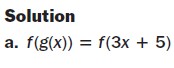 Solution
a. f(g(x)) = f(3x + 5)